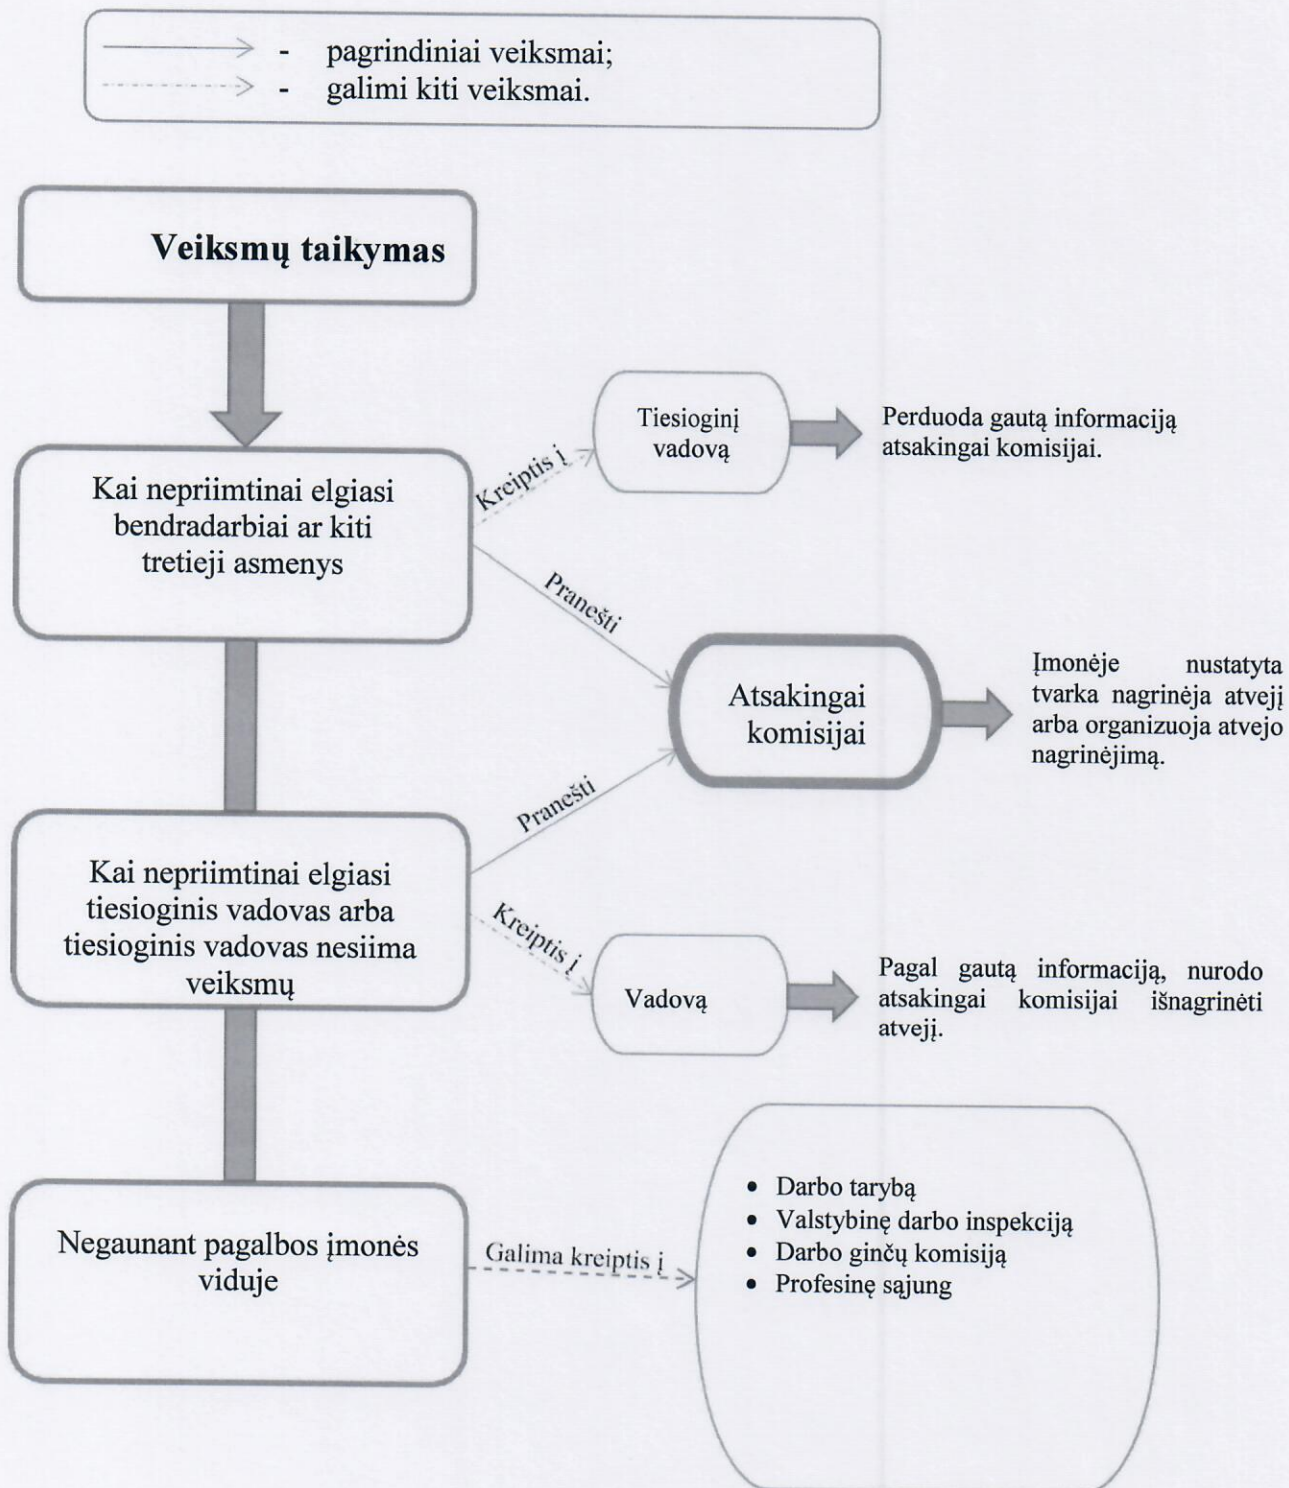 - pagrindiniai veiksmai;
- galimi kiti veiksmai.
Veiksmų taikymas
Kai nepriimtinai elgiasi
bendradarbiai ar kiti
tretieji asmenys
Kreiptis į
Tiesioginį
vadovą
Perduoda gautą informaciją
atsakingai komisijai.
Pranešti
Atsakingai
komisijai
Įmonėje nustatyta
tvarka nagrinėja atvejį
arba organizuoja atvejo
nagrinėjimą.
Pranešti
Kai nepriimtinai elgiasi
tiesioginis vadovas arba
tiesioginis vadovas nesiima
veiksmų
Kreiptis į
Vadovą
Pagal gautą informaciją, nurodo
atsakingai komisijai išnagrinėti
atvejį.
Negaunant pagalbos įmonės
viduje
Galima kreiptis į
• Darbo tarybą
• Valstybinę darbo inspekciją
• Darbo ginčų komisiją
• Profesinę sąjung